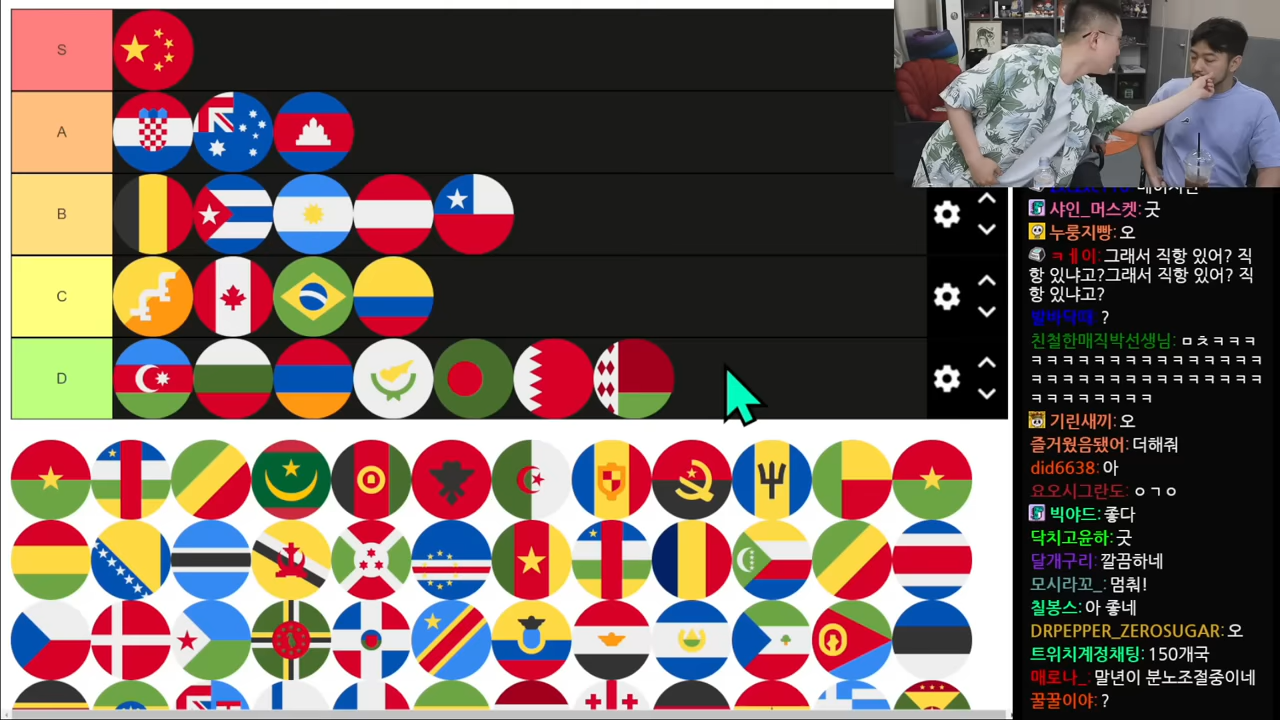 S
A
B
C
D
샤인_머스켓: 굿
누룽지빵: 오
ㅋㅔ이: 그래서 직항 있어? 직
항 있냐고?그래서 직항 있어? 직
항 있냐고?
발바닥때: ?
친철한매직박선생님: ㅁㅊㅋㅋㅋ
ㅋㅋㅋㅋㅋㅋㅋㅋㅋㅋㅋㅋㅋㅋㅋ
ㅋㅋㅋㅋㅋㅋㅋㅋㅋㅋㅋㅋㅋㅋㅋ
ㅋㅋㅋㅋㅋㅋㅋㅋ
기린새끼: 오
즐거웠음됐어: 더해줘
did6638: 아
요오시그란도: ㅇㄱㅇ
빅야드: 좋다
닥치고윤하: 굿
달개구리: 깔끔하네
모시라꼬_: 멈춰!
칠봉스: 아 좋네
DRPEPPER_ZEROSUGAR: 오
트위치계정채팅: 150개국
매로나_: 말년이 분노조절중이네
꿀꿀이야: ?